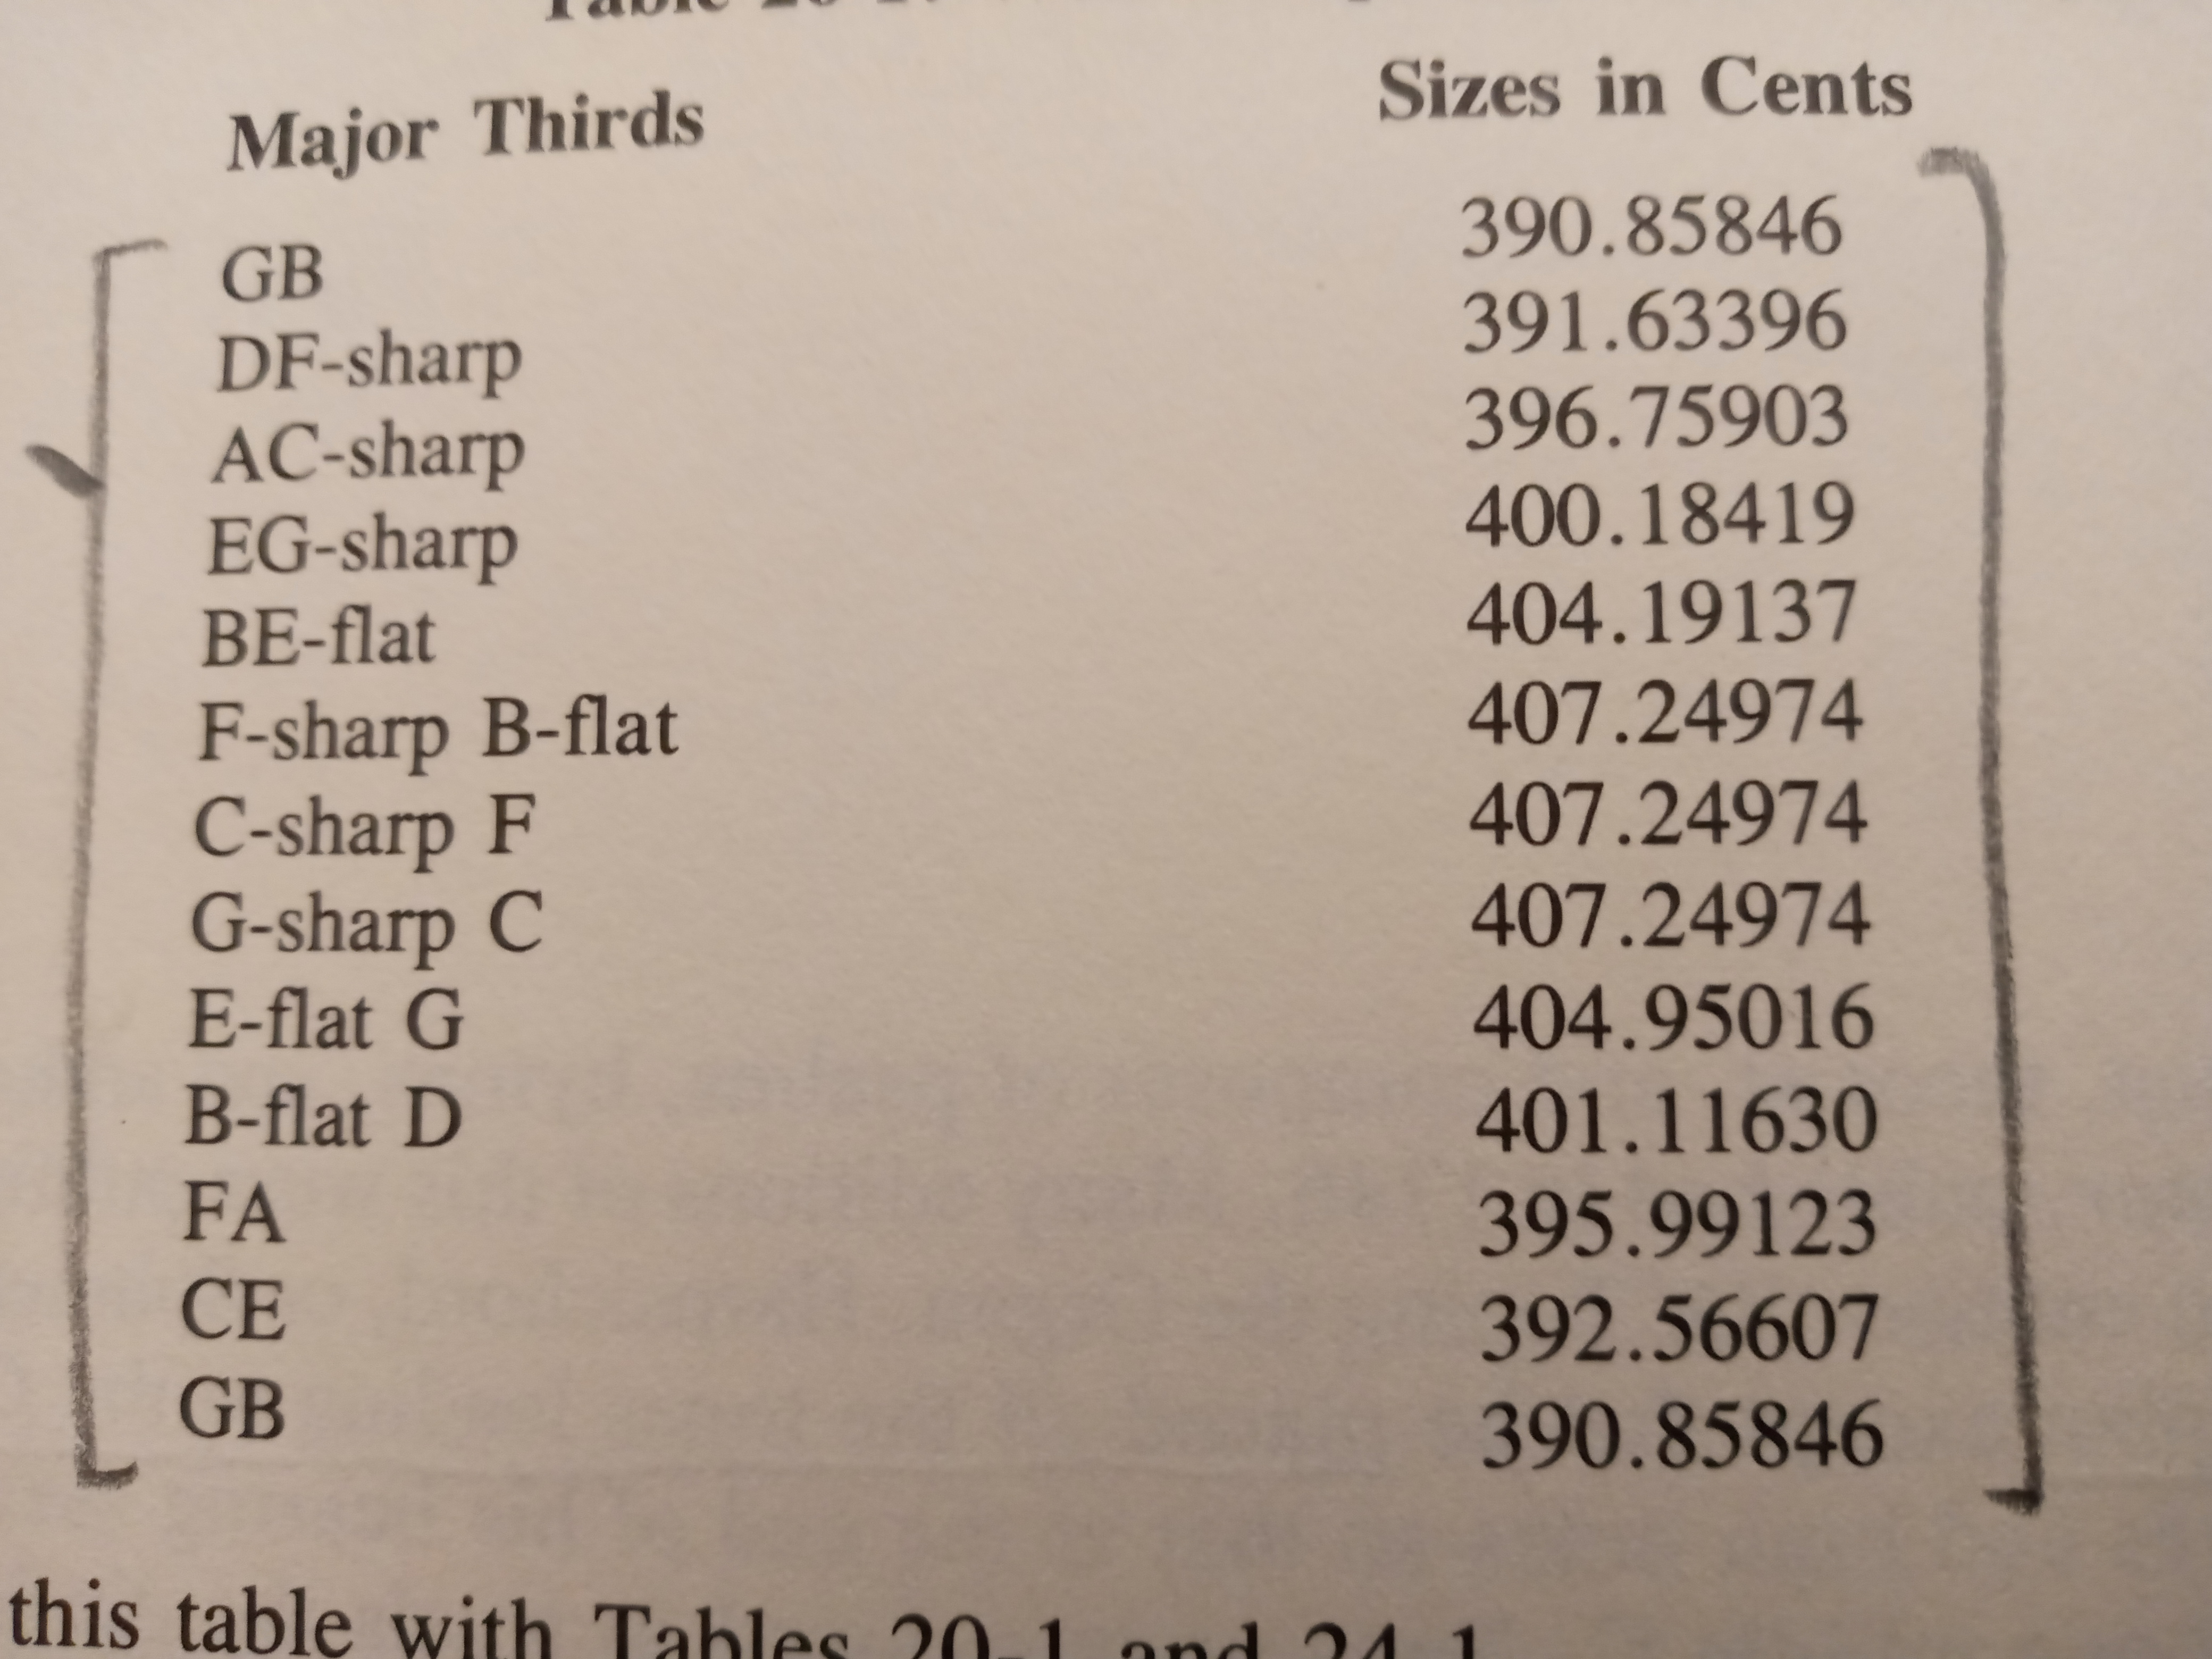 Table 20
Major Thirds Sizes in Cents
GB 390.85846
DF-sharp 391.63396
AC-sharp 396.75903
EG-sharp 400.18419
BE-flat 404.19137
F-sharp B-flat 407.24974
C-sharp F 407.24974
G-sharp C 407.24974
E-flat G 404.95016
B-flat D 401.11630
FA 395.99123
CE 392.56607
GB 390.85846
this table with Tables 20-1 and 24-1